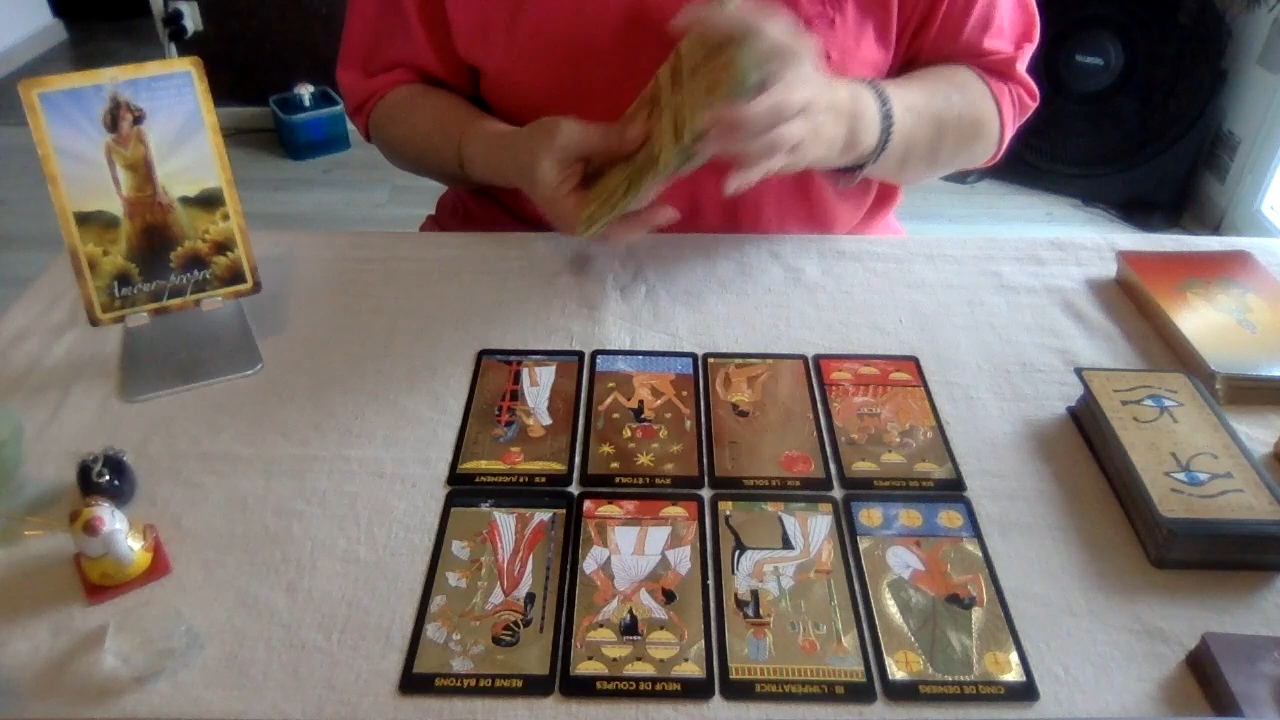 Amour-propre
XX · LE JUGEMENT
XVII · L'ÉTOILE
XIX · LE SOLEIL
SIX DE COUPES
REINE DE BÂTONS
NEUF DE COUPES
III · L'IMPÉRATRICE
CINQ DE DENIERS